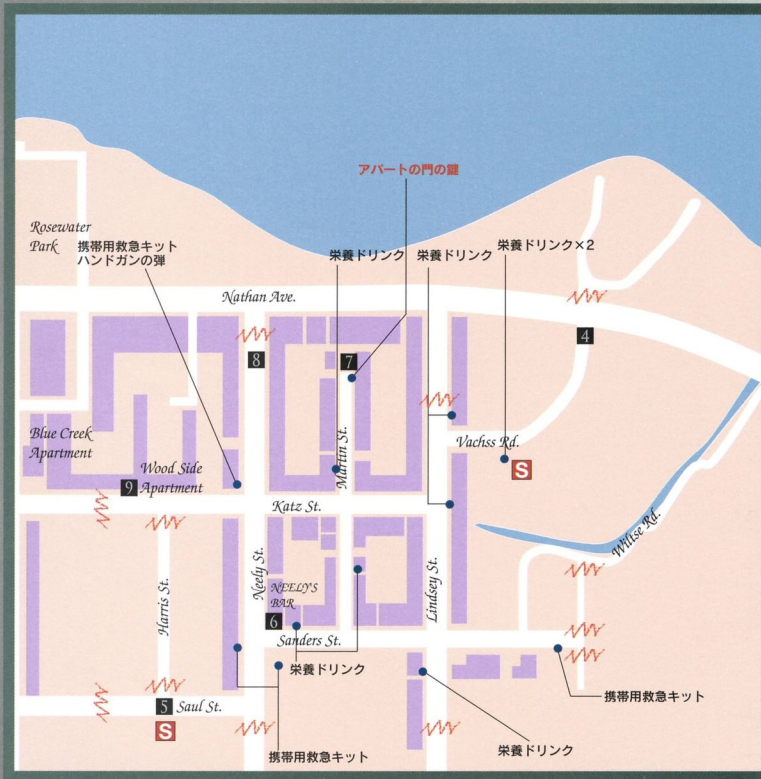 アパートの門の鍵
Rosewater
Park
携帯用救急キット
ハンドガンの弾
栄養ドリンク
栄養ドリンク
栄養ドリンク×2
Nathan Ave.
8
7
4
Blue Creek
Apartment
Martin St.
Vachss Rd.
S
Wood Side
Apartment
9
Katz St.
Wiltse Rd.
Harris St.
Neely St.
NEELY'S
BAR
6
Lindsey St.
Sanders St.
栄養ドリンク
5
Saul St.
S
携帯用救急キット
携帯用救急キット
栄養ドリンク